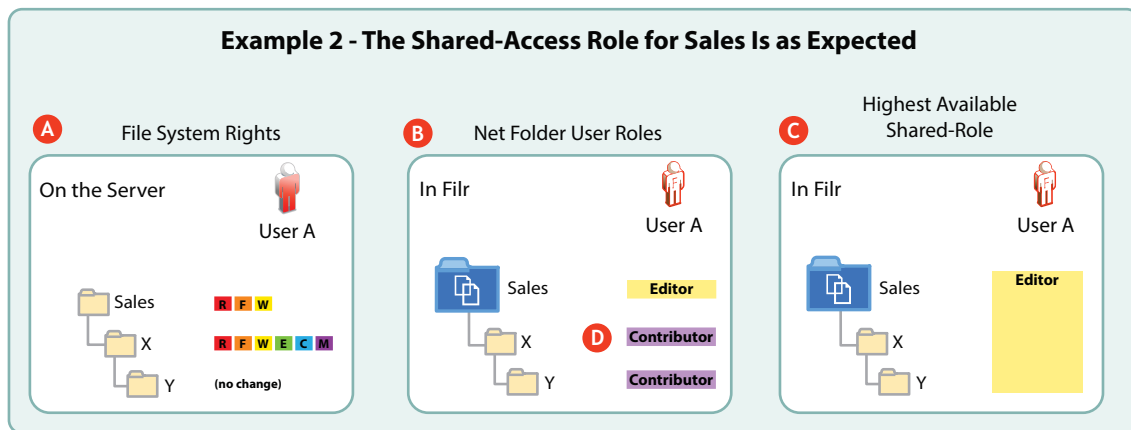 Example 2 - The Shared-Access Role for Sales Is as Expected
A
File System Rights
On the Server
User A
Sales
R F W
X
R F W E C M
Y
(no change)
B
Net Folder User Roles
In Filr
F
User A
Sales
Editor
X
D
Contributor
Y
Contributor
C
Highest Available
Shared-Role
In Filr
F
User A
Sales
Editor
X
Y